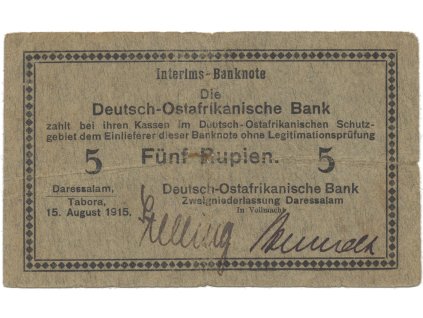 Interims-Banknote
Die
Deutsch-Ostafrikanische Bank
zahlt bei ihren Kassen im Deutsch-Ostafrikanischen Schutz-
gebiet dem Einlieferer dieser Banknote ohne Legitimationsprüfung
5 Fünf Rupien. 5
Daressalam,
Tabora,
15. August 1915.
Deutsch-Ostafrikanische Bank
Zweigniederlassung Daressalam
In Vollmacht